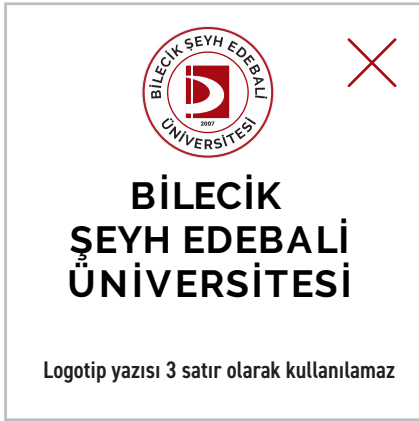 BİLECİK ŞEYH EDEBALİ
2007
ÜNİVERSİTESİ
BİLECİK
ŞEYH EDEBALİ
ÜNİVERSİTESİ
Logotip yazısı 3 satır olarak kullanılamaz